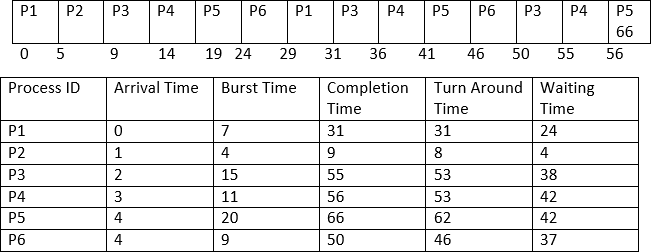 P1 P2 P3 P4 P5 P6 P1 P3 P4 P5 P6 P3 P4 P5
66
0 5 9 14 19 24 29 31 36 41 46 50 55 56
Process ID Arrival Time Burst Time Completion Time Turn Around Time Waiting Time
P1 0 7 31 31 24
P2 1 4 9 8 4
P3 2 15 55 53 38
P4 3 11 56 53 42
P5 4 20 66 62 42
P6 4 9 50 46 37